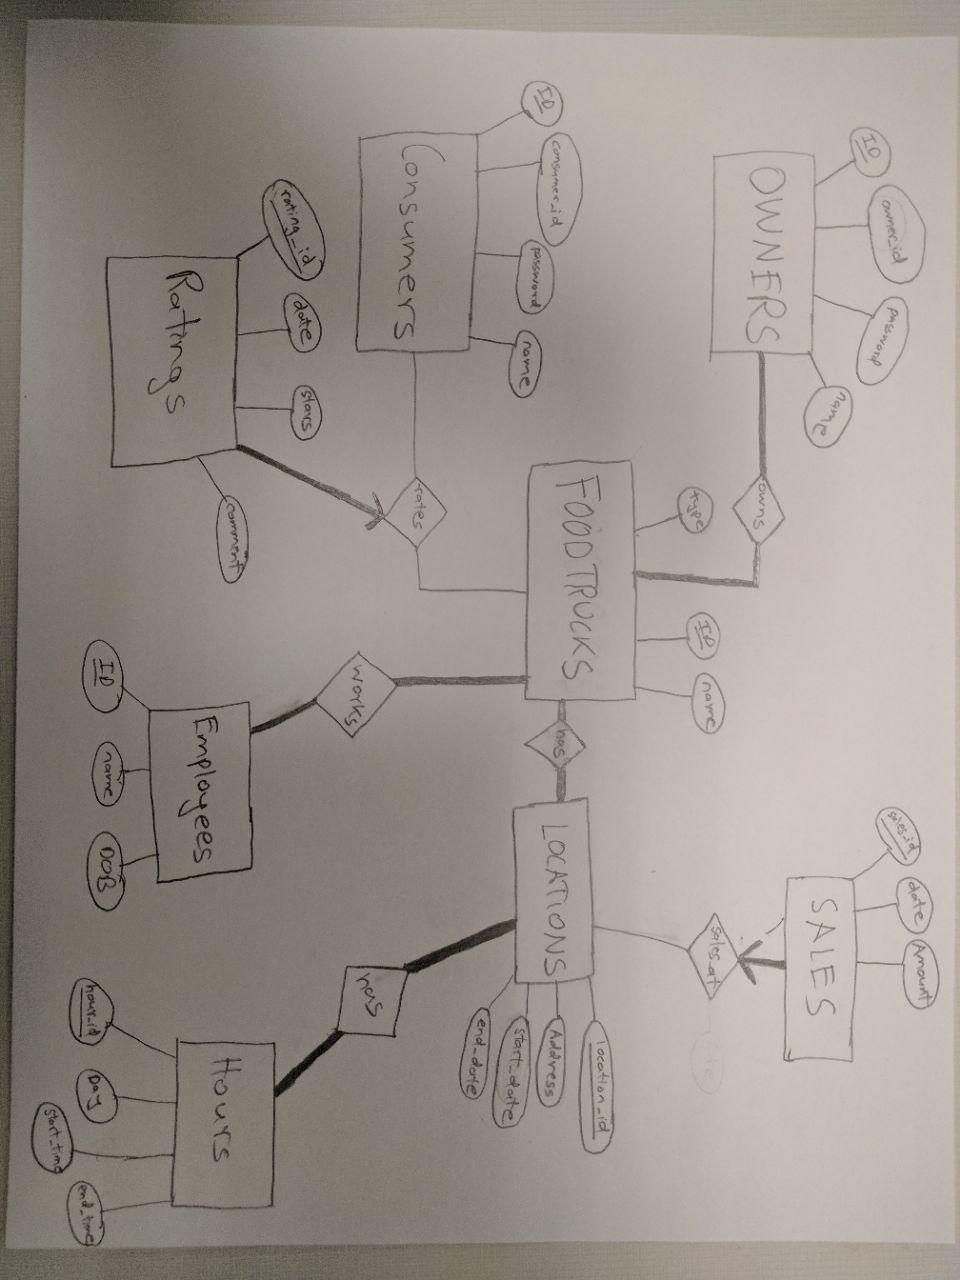 ID
owner_id
password
name
OWNERS
owns
sales_id
date
Amount
SALES
sales_at
type
ID
name
FOODTRUCKS
has
LOCATIONS
location_id
Address
start_date
end_date
ID
consumer_id
password
name
Consumers
rates
works
has
rating_id
date
stars
comment
Ratings
Employees
ID
name
DOB
Hours
hour_id
Day
start_time
end_time